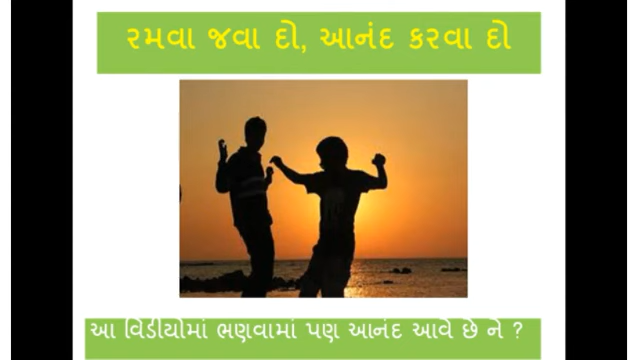 રમવા જવા દો, આનંદ કરવા દો
આ વિડીયોમાં ભણવામાં પણ આનંદ આવે છે ને ?